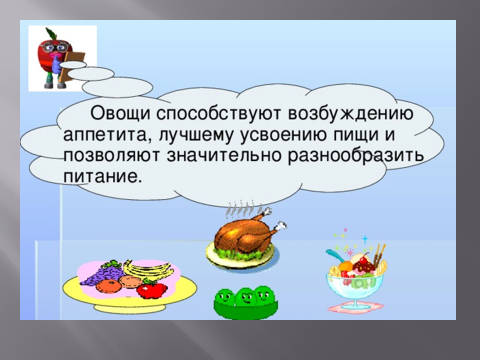 Овощи способствуют возбуждению
аппетита, лучшему усвоению пищи и
позволяют значительно разнообразить
питание.